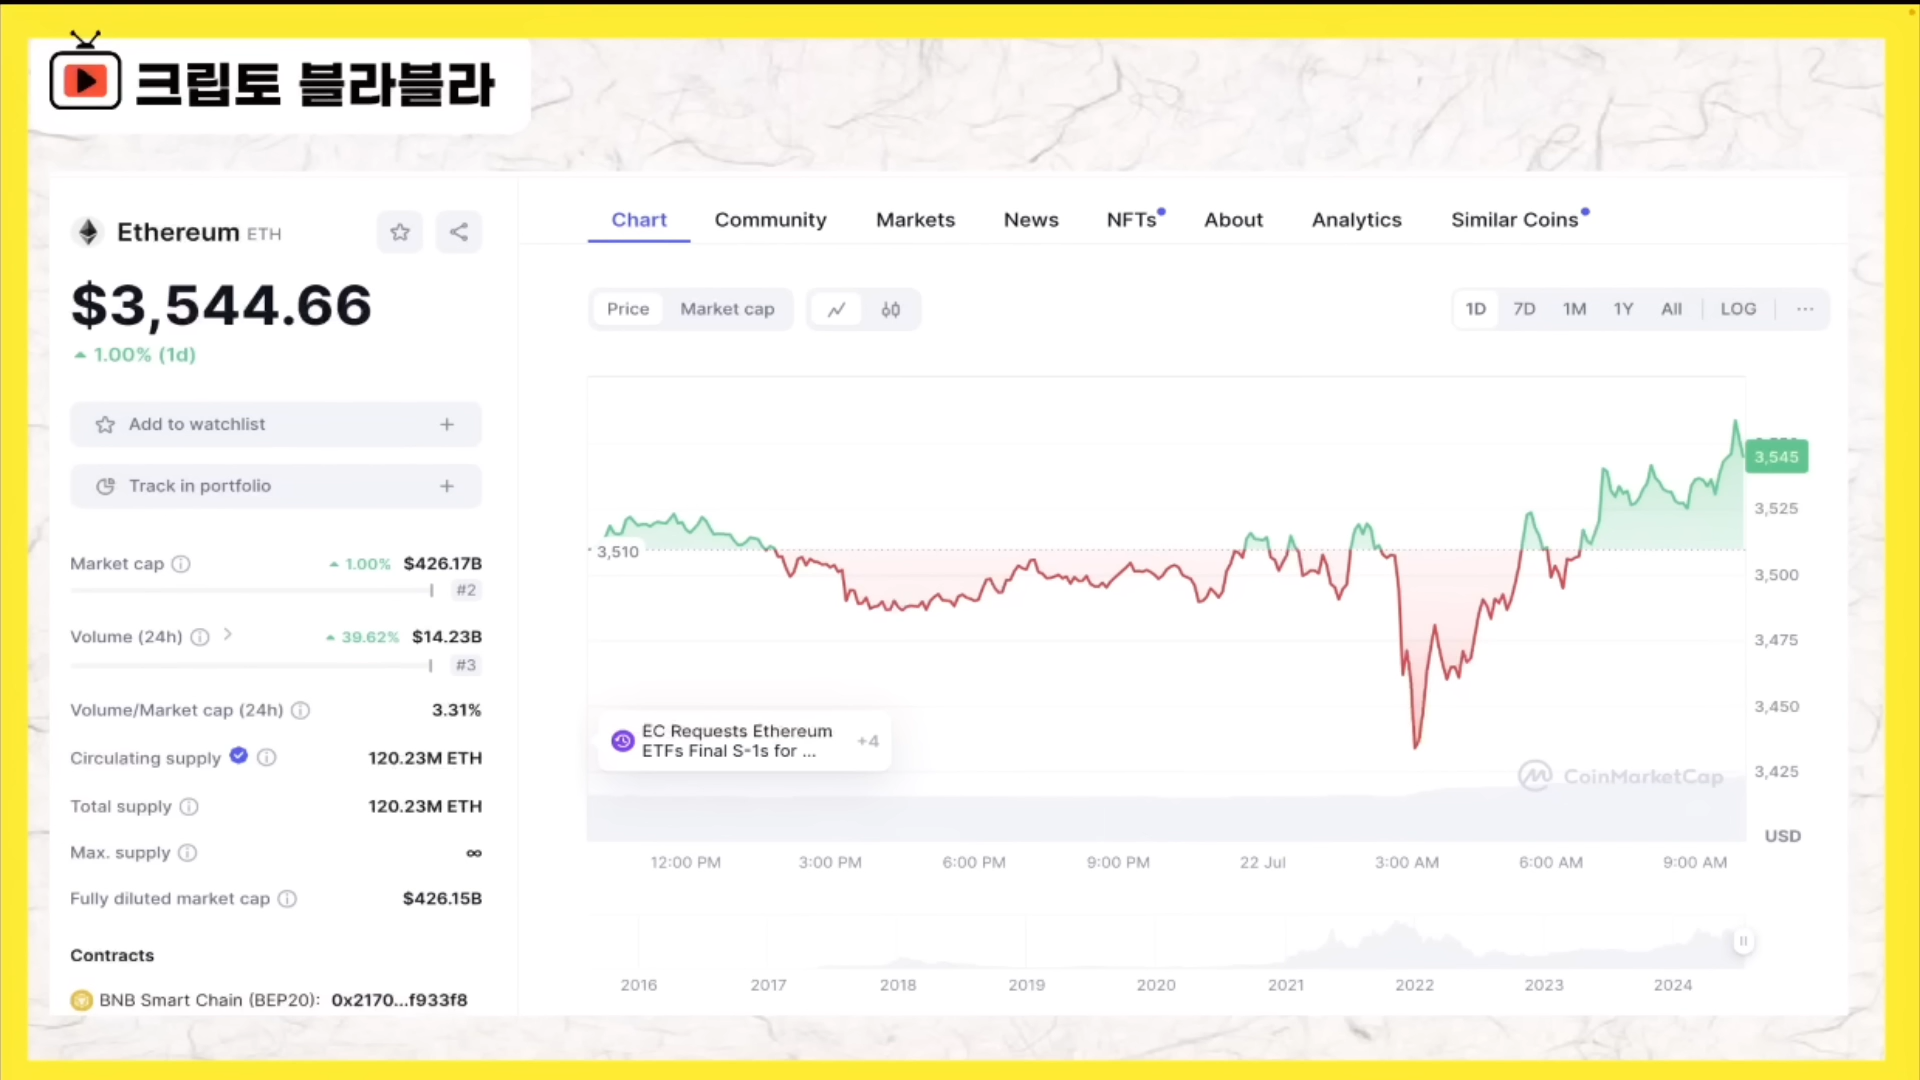 크립토 블라블라
Ethereum ETH
$3,544.66
1.00% (1d)
Add to watchlist
Track in portfolio
Market cap 1.00% $426.17B
#2
Volume (24h) 39.62% $14.23B
#3
Volume/Market cap (24h) 3.31%
Circulating supply 120.23M ETH
Total supply 120.23M ETH
Max. supply ∞
Fully diluted market cap $426.15B
Contracts
BNB Smart Chain (BEP20): 0x2170...f933f8
Chart Community Markets News NFTs About Analytics Similar Coins
Price Market cap
1D 7D 1M 1Y All LOG ...
3,545
3,525
3,510
3,500
3,475
3,450
3,425
EC Requests Ethereum
ETFs Final S-1s for ...
+4
CoinMarketCap
USD
12:00 PM 3:00 PM 6:00 PM 9:00 PM 22 Jul 3:00 AM 6:00 AM 9:00 AM
2016 2017 2018 2019 2020 2021 2022 2023 2024